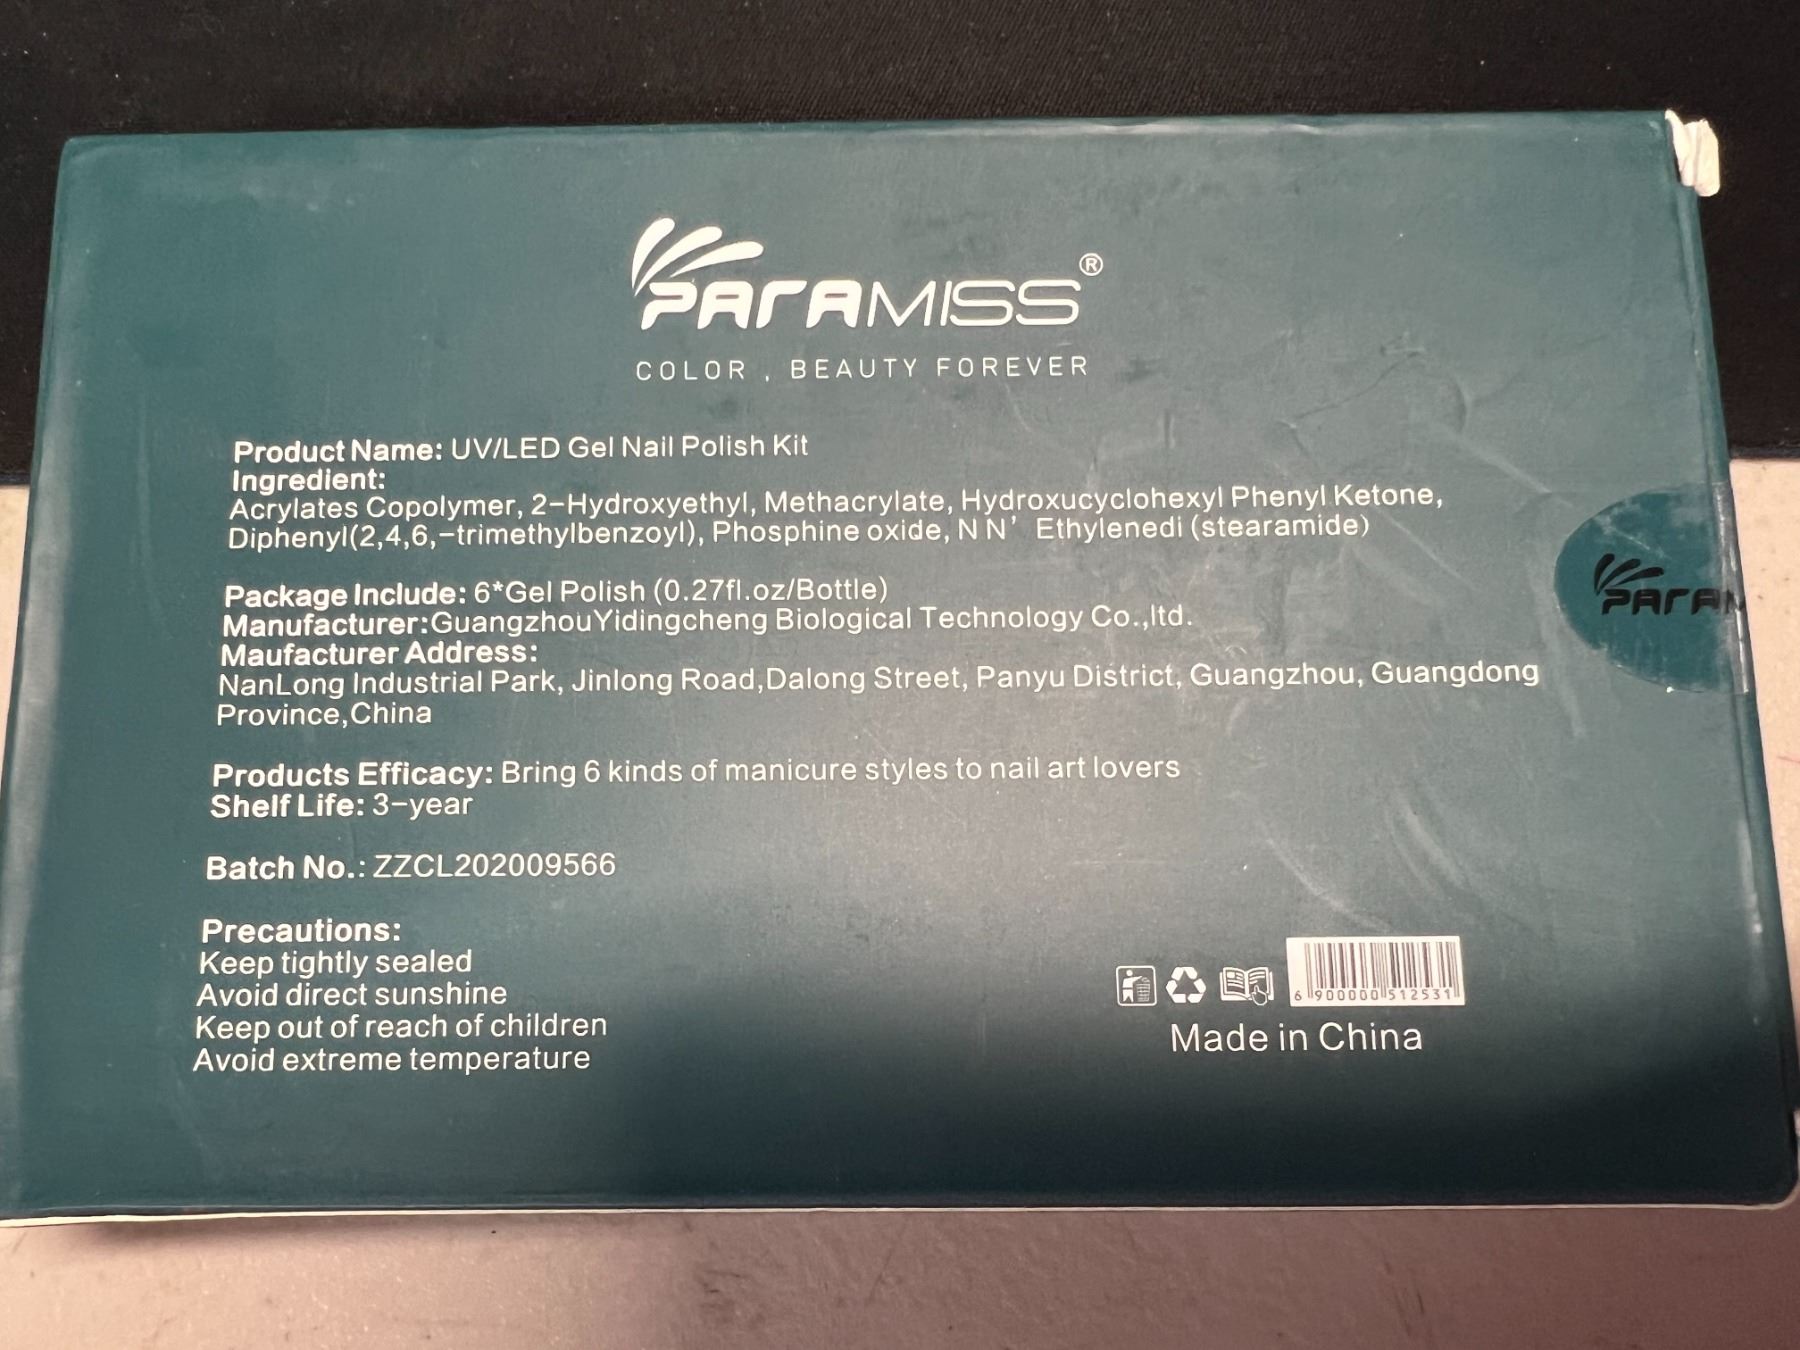 PARAMISS®
COLOR . BEAUTY FOREVER
Product Name: UV/LED Gel Nail Polish Kit
Ingredient:
Acrylates Copolymer, 2-Hydroxyethyl, Methacrylate, Hydroxucyclohexyl Phenyl Ketone,
Diphenyl(2,4,6,-trimethylbenzoyl), Phosphine oxide, N N' Ethylenedi (stearamide)
Package Include: 6*Gel Polish (0.27fl.oz/Bottle)
Manufacturer:GuangzhouYidingcheng Biological Technology Co.,ltd.
Maufacturer Address:
NanLong Industrial Park, Jinlong Road,Dalong Street, Panyu District, Guangzhou, Guangdong
Province,China
Products Efficacy: Bring 6 kinds of manicure styles to nail art lovers
Shelf Life: 3-year
Batch No.: ZZCL202009566
Precautions:
Keep tightly sealed
Avoid direct sunshine
Keep out of reach of children
Avoid extreme temperature
6 900000 512531
Made in China
PARAM